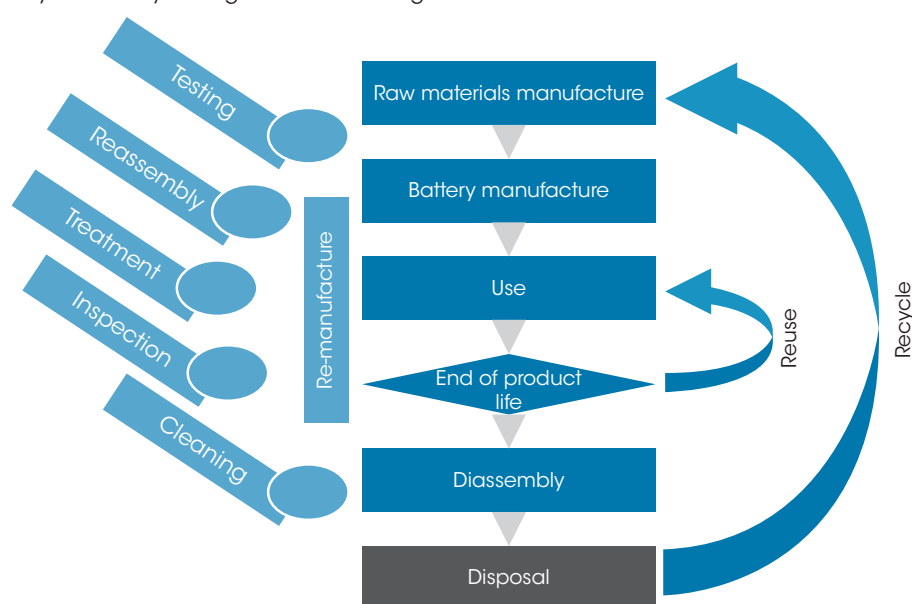 Testing
Reassembly
Treatment
Inspection
Cleaning
Re-manufacture
Raw materials manufacture
Battery manufacture
Use
End of product
life
Diassembly
Disposal
Reuse
Recycle